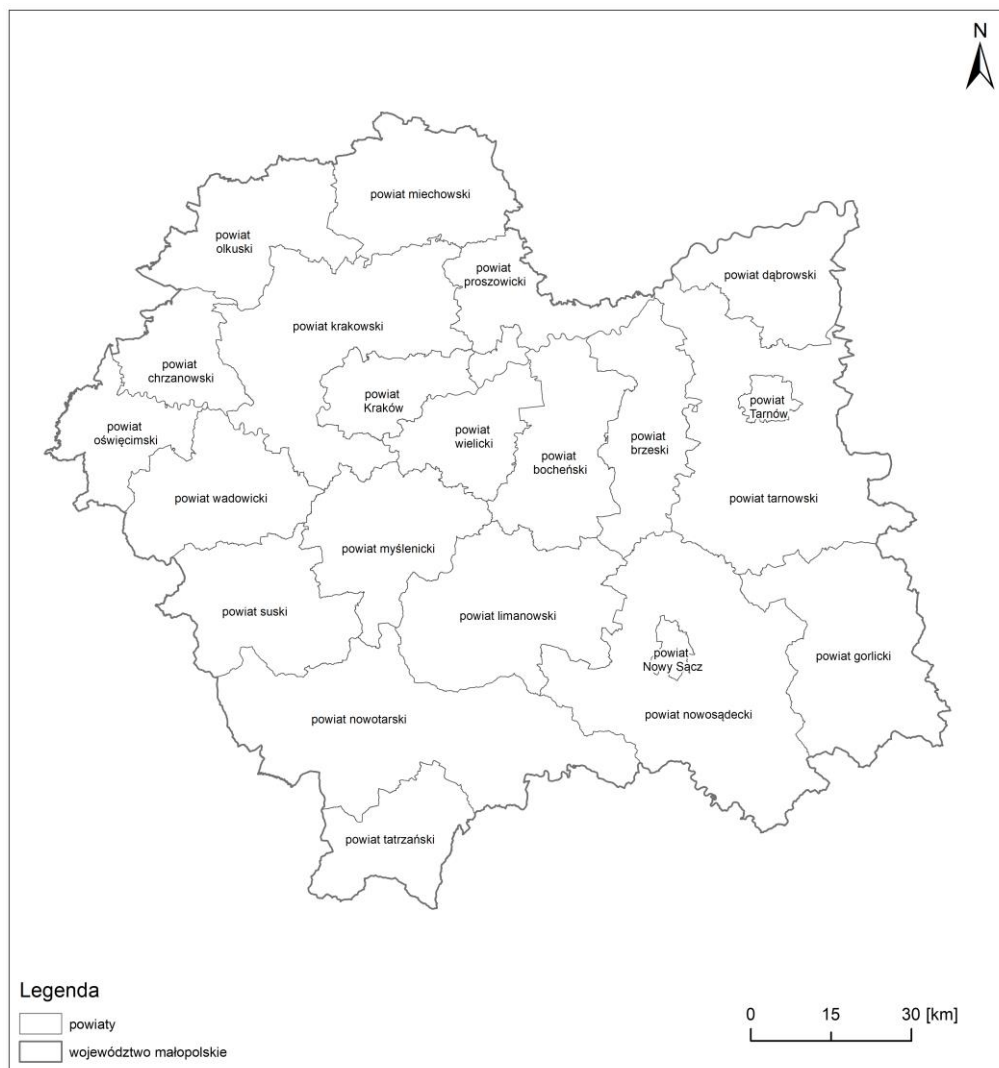 N
powiat miechowski
powiat
olkuski
powiat
proszowicki
powiat dąbrowski
powiat krakowski
powiat
chrzanowski
powiat
Kraków
powiat
Tarnów
powiat
oświęcimski
powiat
wielicki
powiat
bocheński
powiat
brzeski
powiat wadowicki
powiat tarnowski
powiat myślenicki
powiat suski
powiat limanowski
powiat
Nowy Sącz
powiat gorlicki
powiat nowotarski
powiat nowosądecki
powiat tatrzański
Legenda
powiaty
województwo małopolskie
0 15 30 [km]